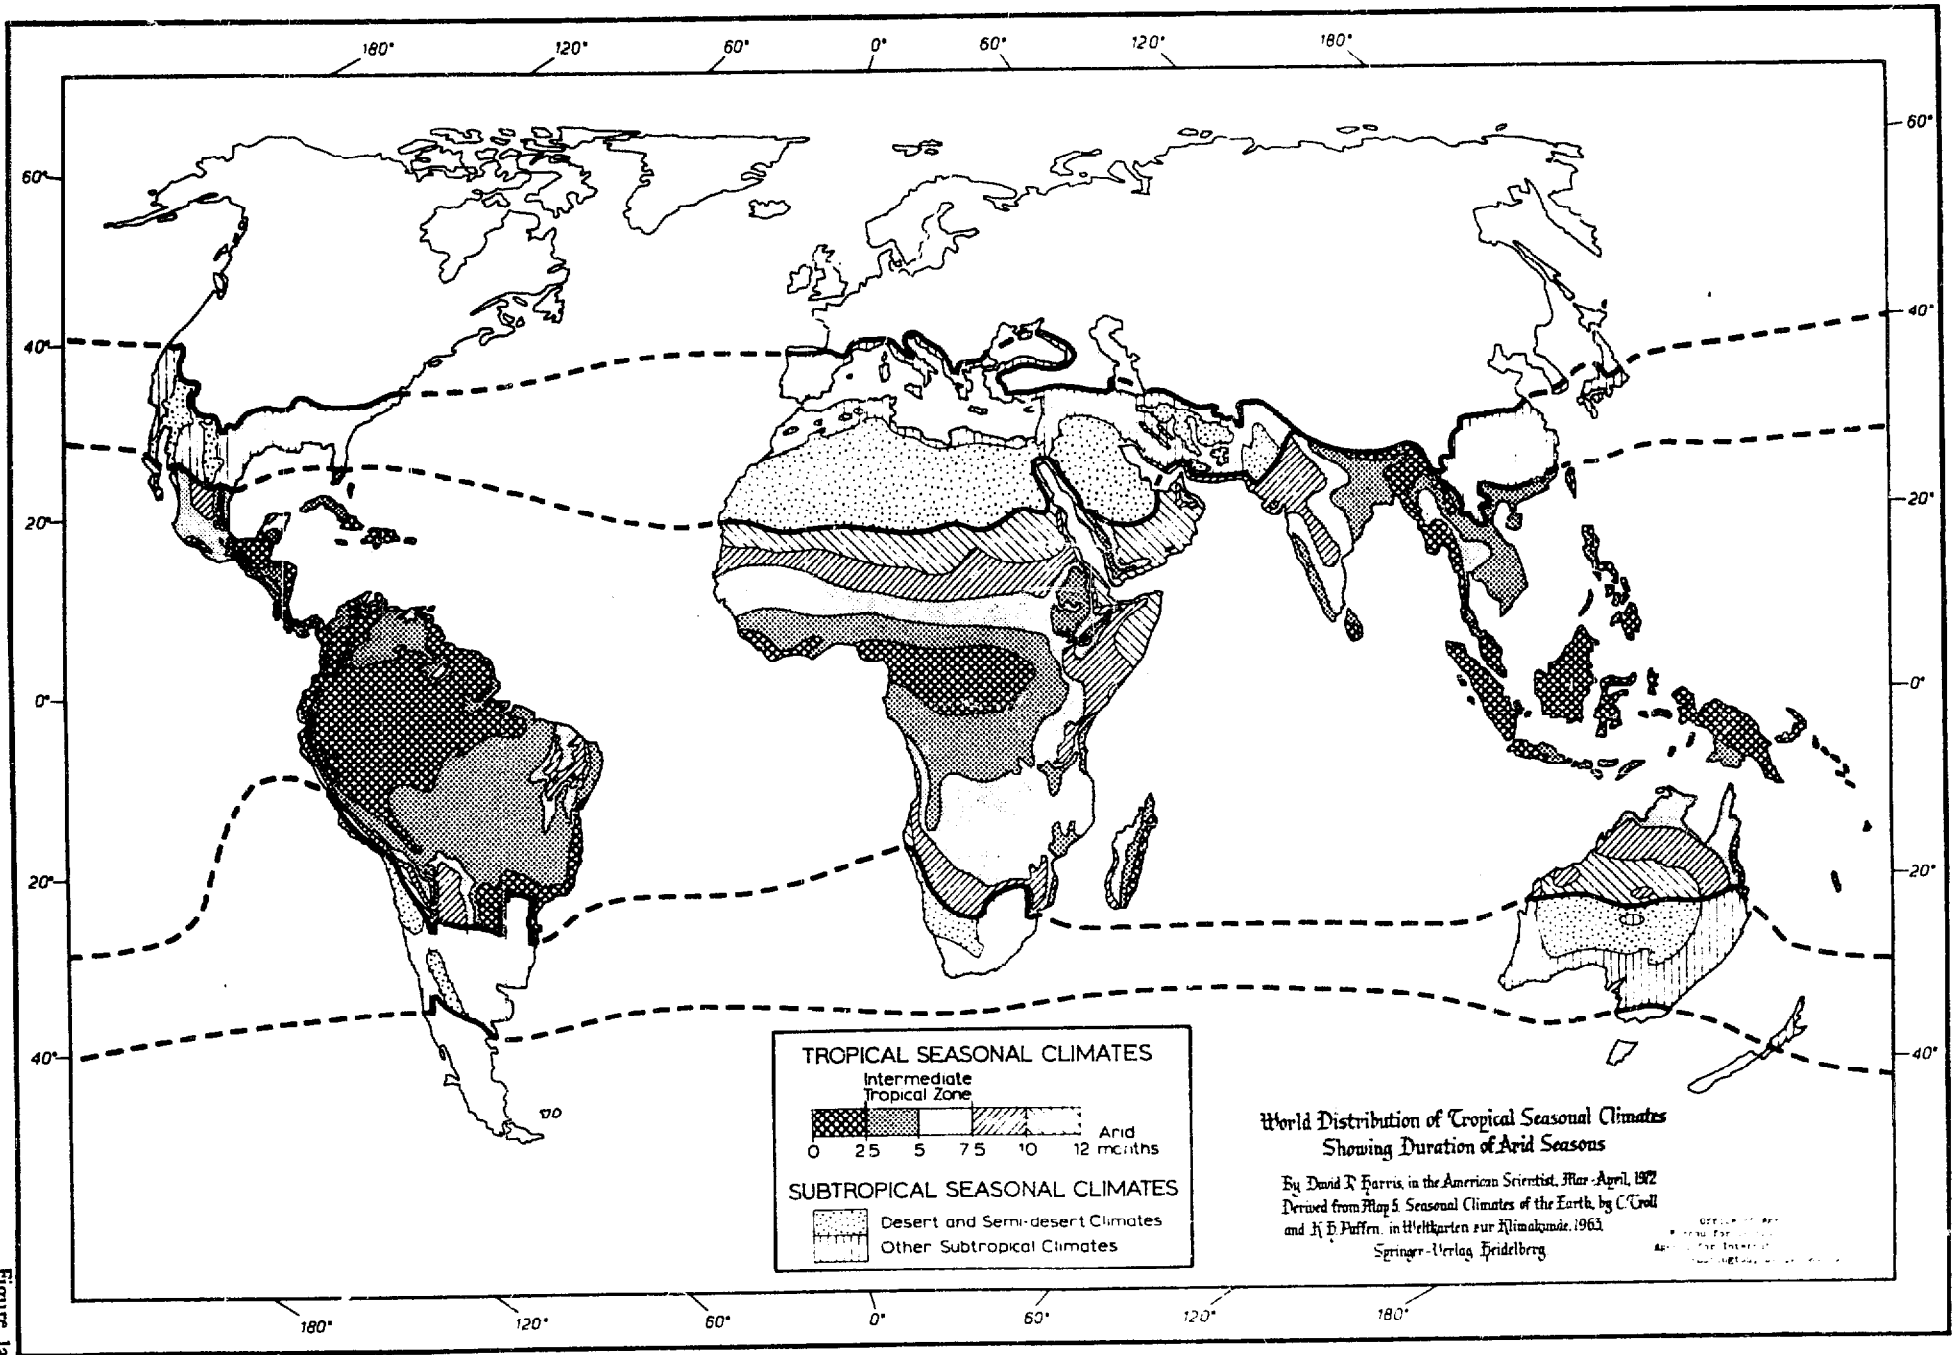 180° 120° 60° 0° 60° 120° 180°
60°
60°
40°
40°
20°
20°
0°
0°
20°
20°
40°
40°
TROPICAL SEASONAL CLIMATES
Intermediate
Tropical Zone
Arid
0 2.5 5 7.5 10 12 months
SUBTROPICAL SEASONAL CLIMATES
Desert and Semi-desert Climates
Other Subtropical Climates
World Distribution of Tropical Seasonal Climates
Showing Duration of Arid Seasons
By David R. Harris, in the American Scientist, Mar-April, 1972
Derived from Map 5. Seasonal Climates of the Earth, by C. Troll
and K. H. Paffen, in Weltkarten zur Klimakunde, 1963.
Springer-Verlag Heidelberg
180° 120° 60° 0° 60° 120° 180°
Figure